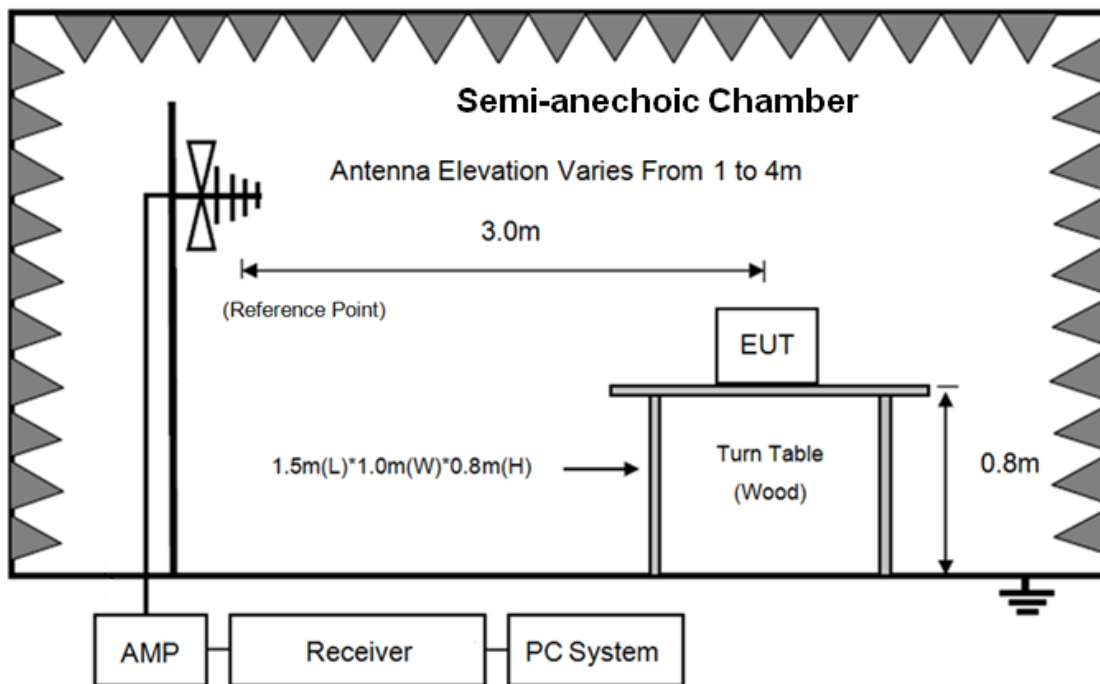 Semi-anechoic Chamber
Antenna Elevation Varies From 1 to 4m
3.0m
(Reference Point)
EUT
1.5m(L)*1.0m(W)*0.8m(H)
Turn Table
(Wood)
0.8m
AMP
Receiver
PC System